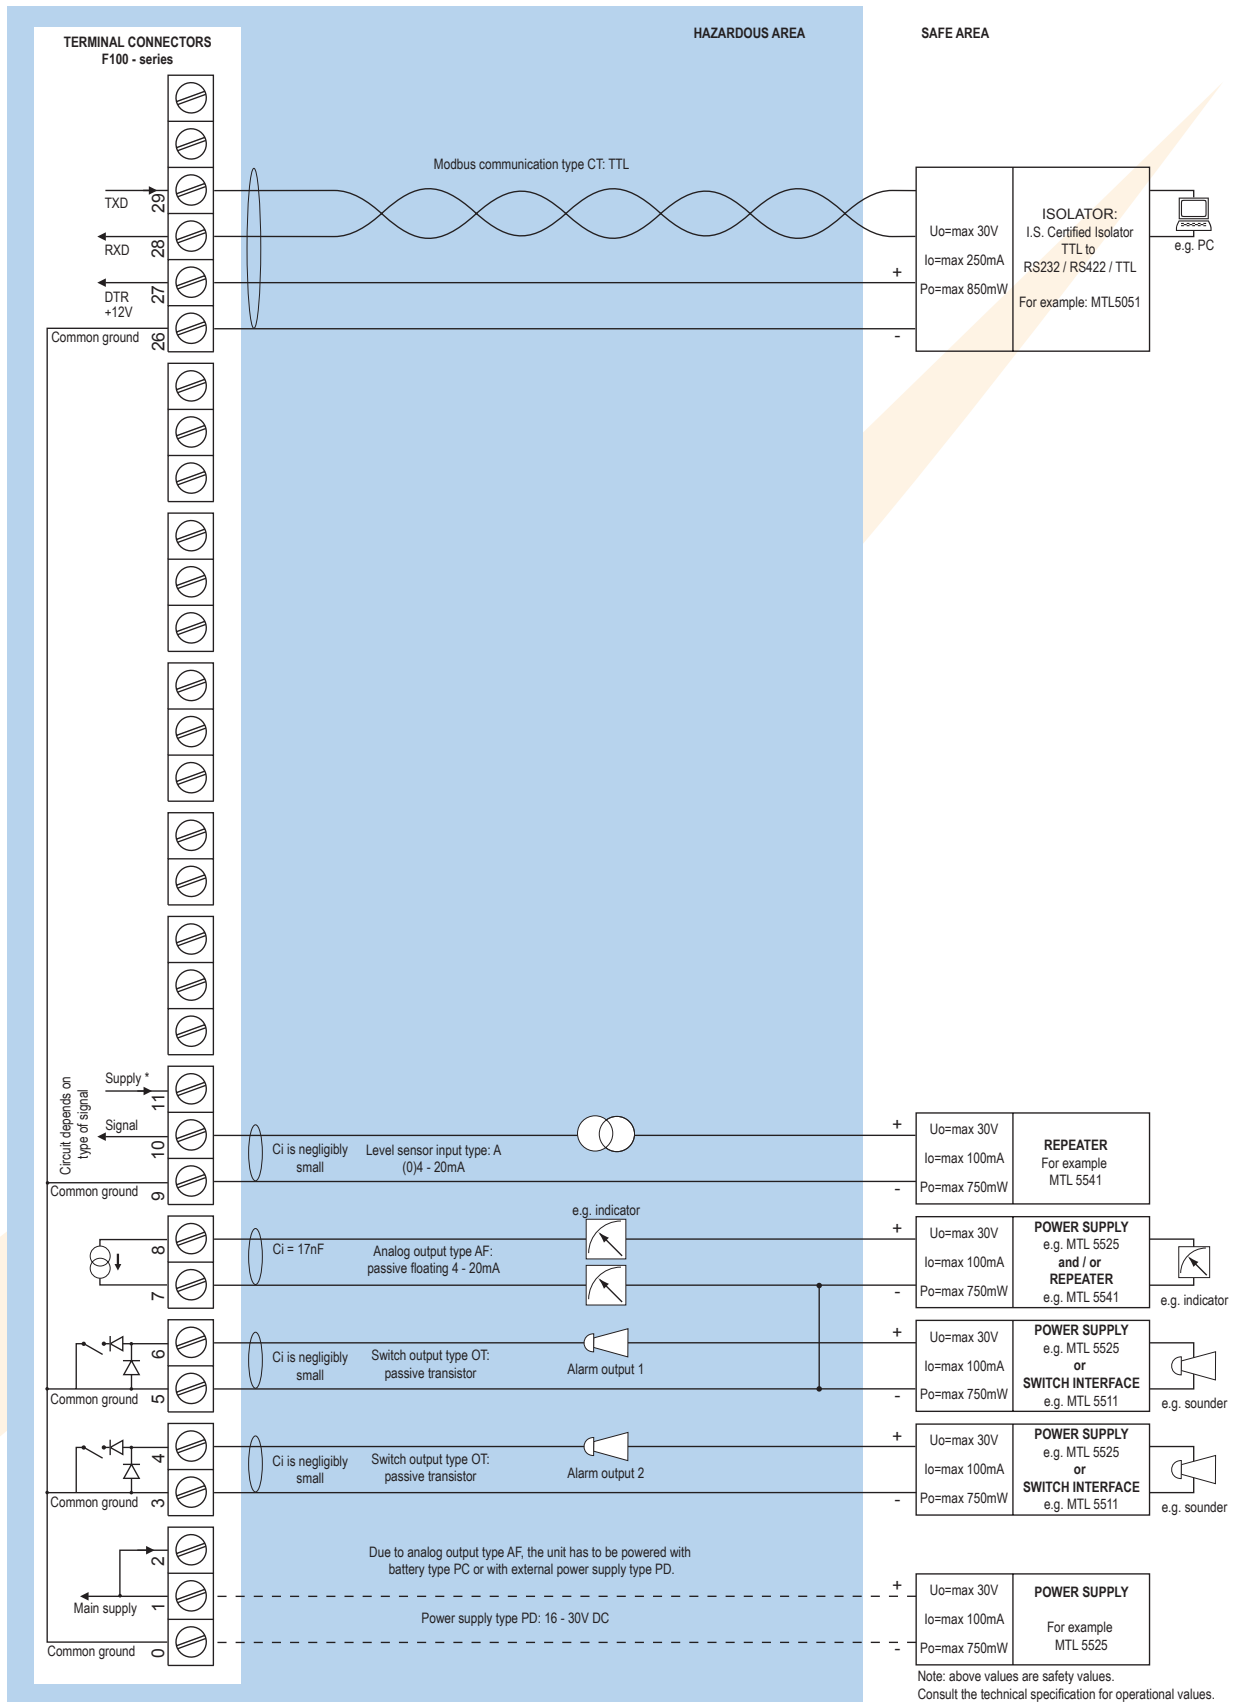 HAZARDOUS AREA
SAFE AREA
TERMINAL CONNECTORS
F100 - series
Modbus communication type CT: TTL
TXD
29
RXD
28
DTR
+12V
27
Common ground
26
+
-
Uo=max 30V
Io=max 250mA
Po=max 850mW
ISOLATOR:
I.S. Certified Isolator
TTL to
RS232 / RS422 / TTL
For example: MTL5051
e.g. PC
Circuit depends on
type of signal
Supply *
11
Signal
10
Common ground
9
Ci is negligibly
small
Level sensor input type: A
(0)4 - 20mA
+
-
Uo=max 30V
Io=max 100mA
Po=max 750mW
REPEATER
For example
MTL 5541
8
7
Ci = 17nF
Analog output type AF:
passive floating 4 - 20mA
e.g. indicator
+
-
Uo=max 30V
Io=max 100mA
Po=max 750mW
POWER SUPPLY
e.g. MTL 5525
and / or
REPEATER
e.g. MTL 5541
e.g. indicator
6
Common ground
5
Ci is negligibly
small
Switch output type OT:
passive transistor
Alarm output 1
+
-
Uo=max 30V
Io=max 100mA
Po=max 750mW
POWER SUPPLY
e.g. MTL 5525
or
SWITCH INTERFACE
e.g. MTL 5511
e.g. sounder
4
Common ground
3
Ci is negligibly
small
Switch output type OT:
passive transistor
Alarm output 2
+
-
Uo=max 30V
Io=max 100mA
Po=max 750mW
POWER SUPPLY
e.g. MTL 5525
or
SWITCH INTERFACE
e.g. MTL 5511
e.g. sounder
2
Main supply
1
Common ground
0
Due to analog output type AF, the unit has to be powered with
battery type PC or with external power supply type PD.
Power supply type PD: 16 - 30V DC
+
-
Uo=max 30V
Io=max 100mA
Po=max 750mW
POWER SUPPLY
For example
MTL 5525
Note: above values are safety values.
Consult the technical specification for operational values.